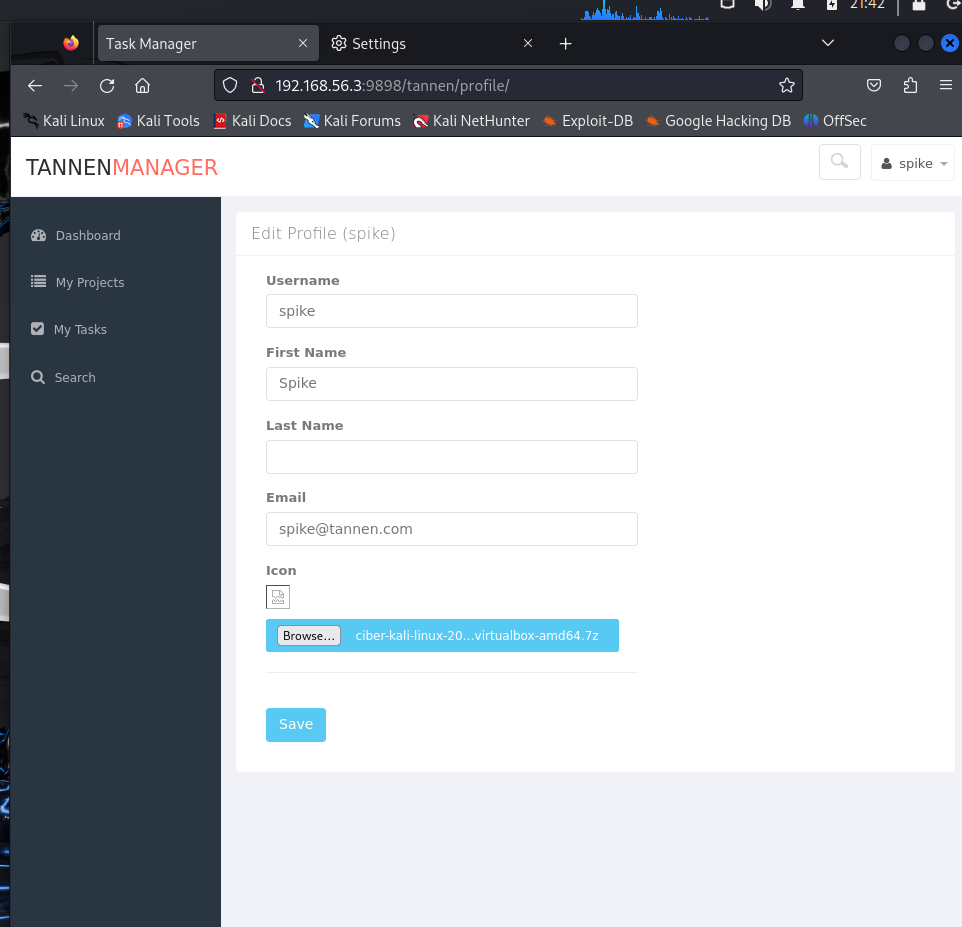 21:42
Task Manager
Settings
192.168.56.3:9898/tannen/profile/
Kali Linux Kali Tools Kali Docs Kali Forums Kali NetHunter Exploit-DB Google Hacking DB OffSec
TANNENMANAGER
spike
Dashboard
My Projects
My Tasks
Search
Edit Profile (spike)
Username
spike
First Name
Spike
Last Name
Email
spike@tannen.com
Icon
Browse... ciber-kali-linux-20...virtualbox-amd64.7z
Save